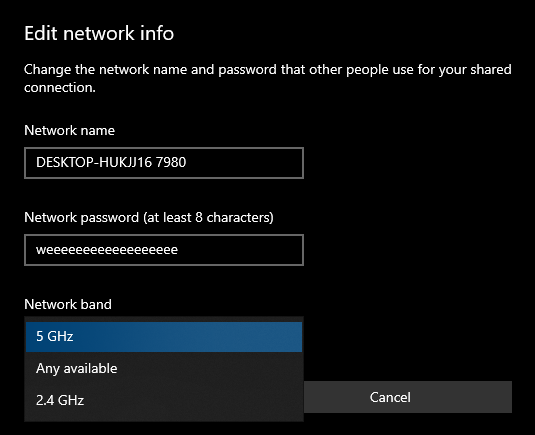 Edit network info
Change the network name and password that other people use for your shared
connection.
Network name
DESKTOP-HUKJJ16 7980
Network password (at least 8 characters)
weeeeeeeeeeeeeeeeee
Network band
5 GHz
Any available
2.4 GHz
Cancel